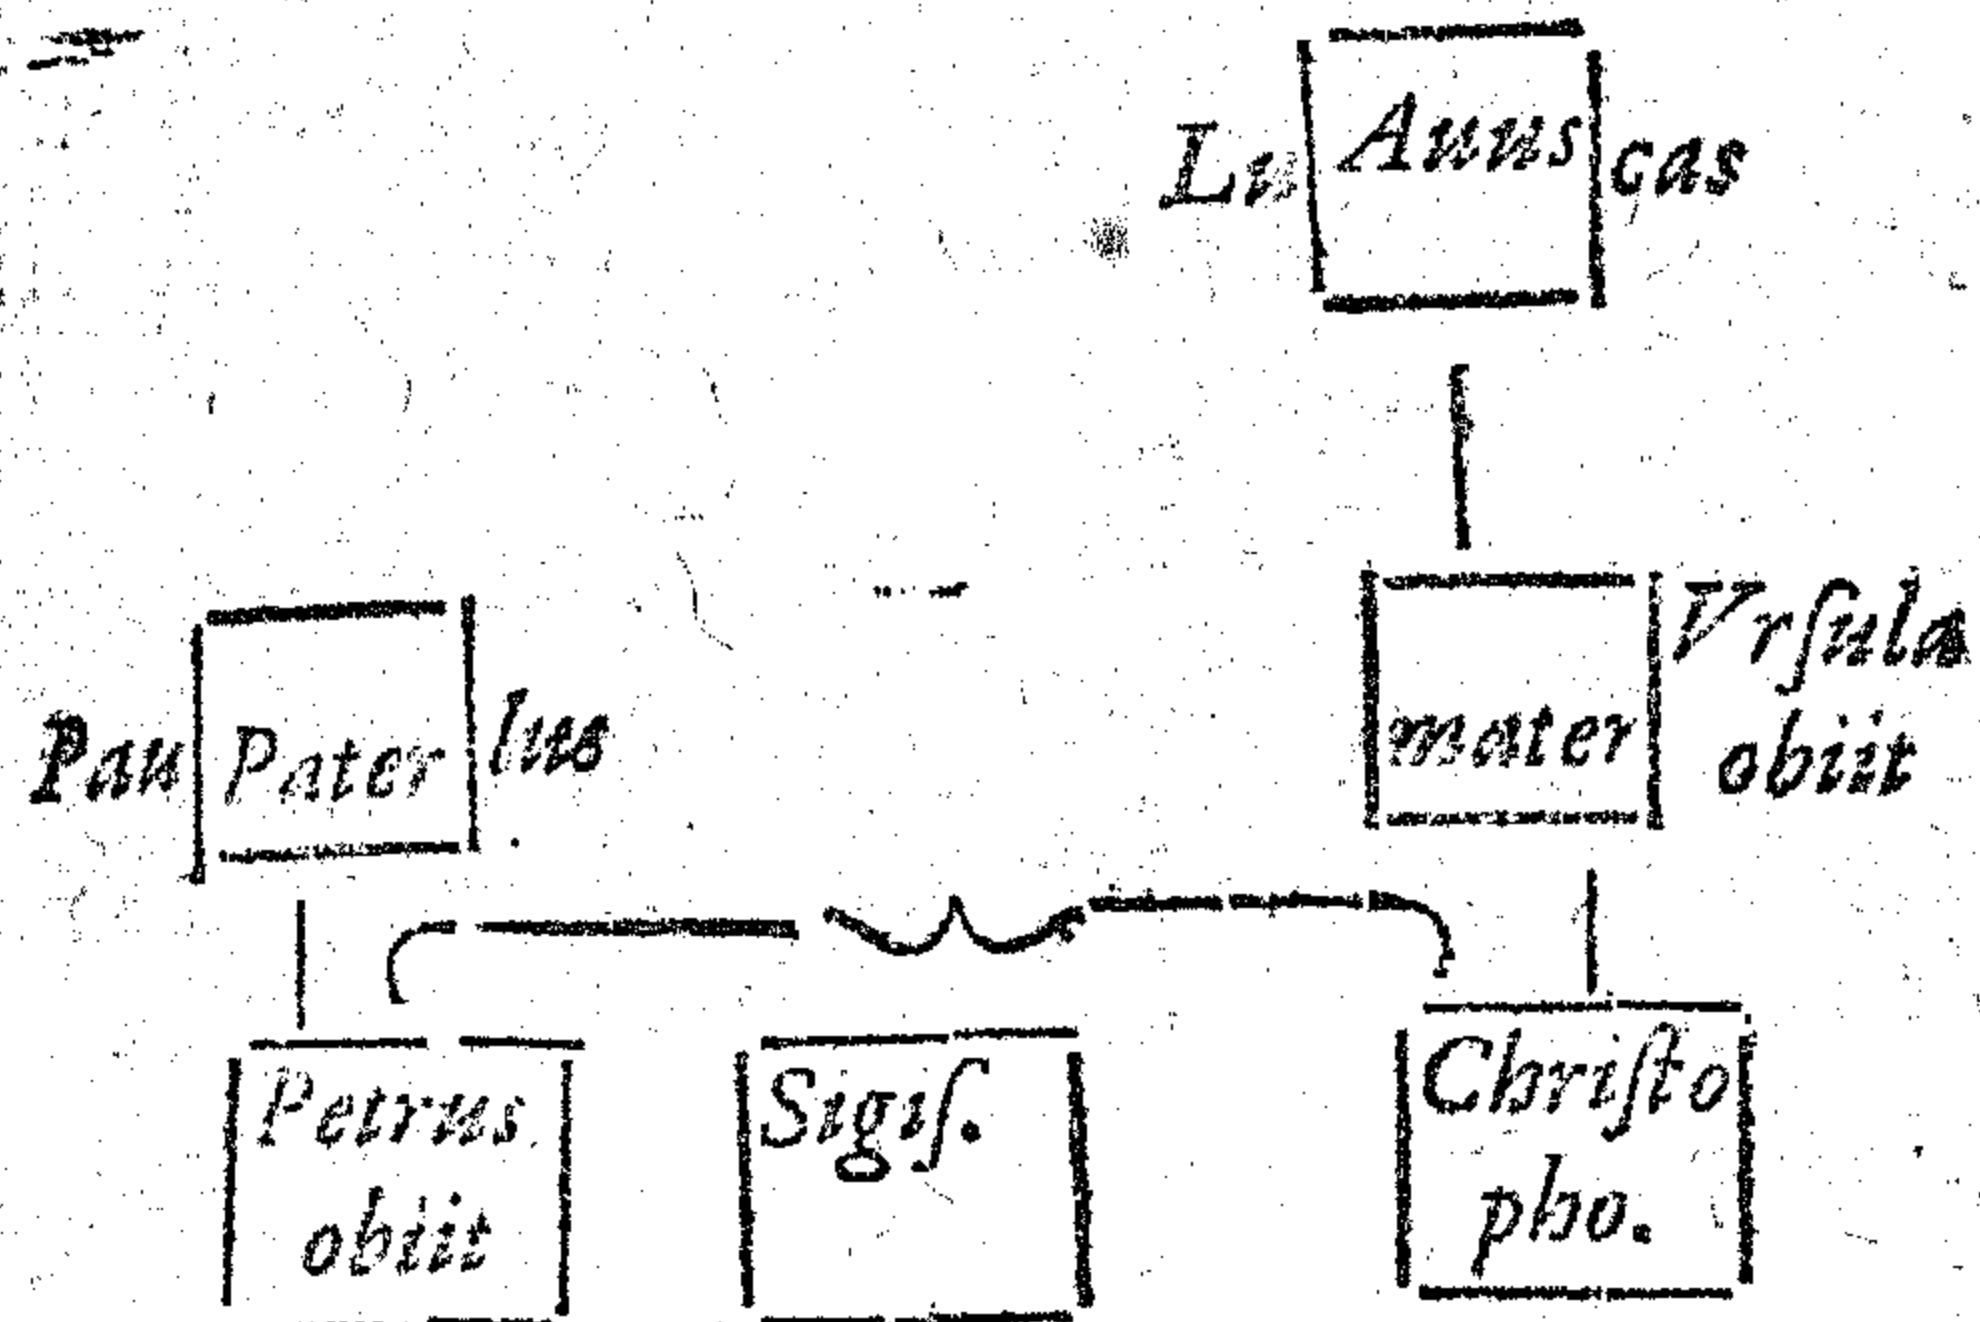 Lu Auus cas
Vrſula
Pau Pater lus
mater obiit
Petrus
obiit
Sigiſ.
Chriſto
pho.